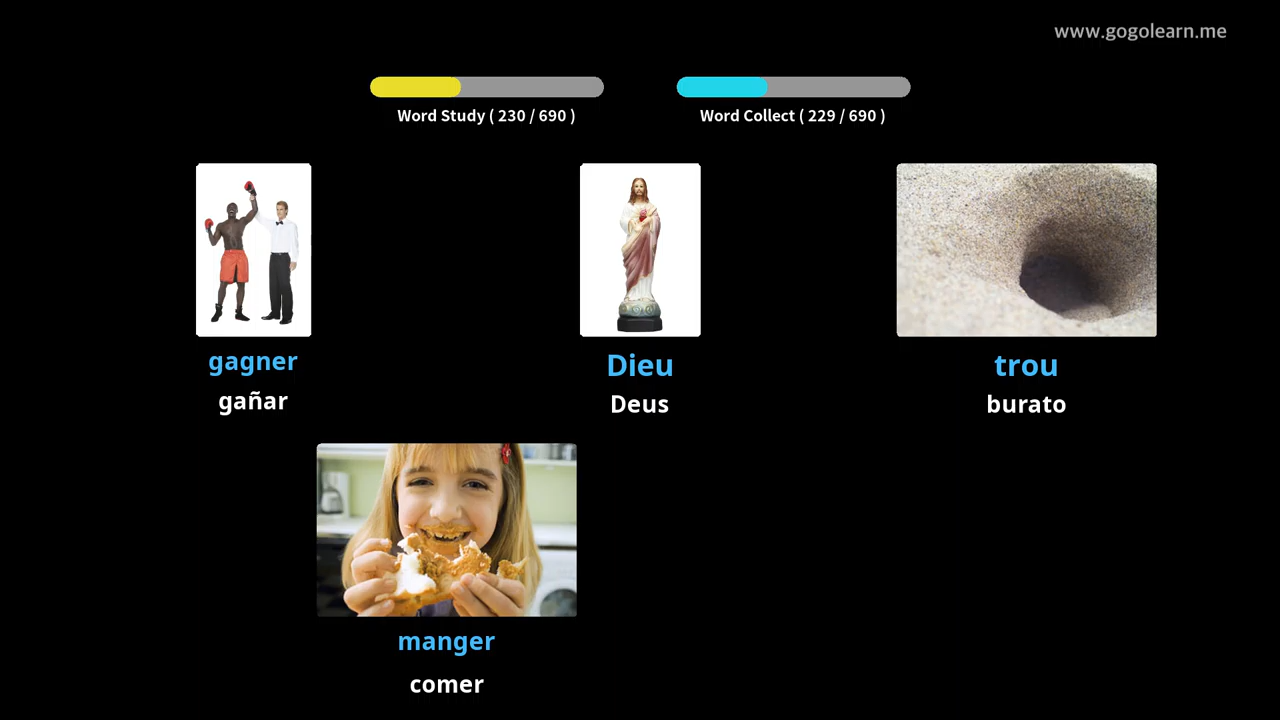 www.gogolearn.me
Word Study ( 230 / 690 )
Word Collect ( 229 / 690 )
gagner
gañar
Dieu
Deus
trou
burato
manger
comer